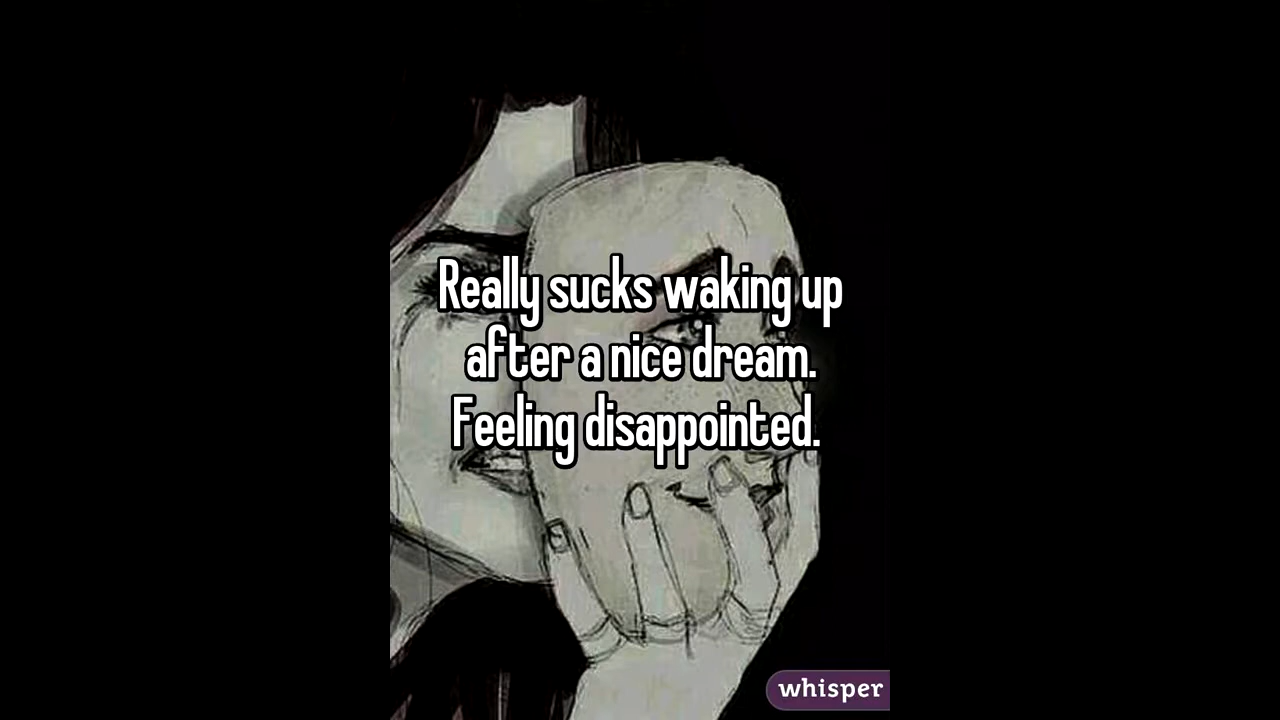 Really sucks waking up
after a nice dream.
Feeling disappointed.
whisper